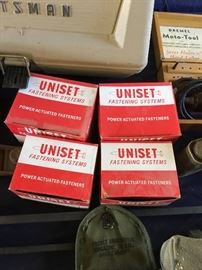 TSMAN
DREMEL
Moto-Tool
UNISET
FASTENING SYSTEMS
POWER ACTUATED FASTENERS
UNISET
FASTENING SYSTEMS
POWER ACTUATED FASTENERS
UNISET
FASTENING SYSTEMS
POWER ACTUATED FASTENERS
UNISET
FASTENING SYSTEMS
POWER ACTUATED FASTENERS